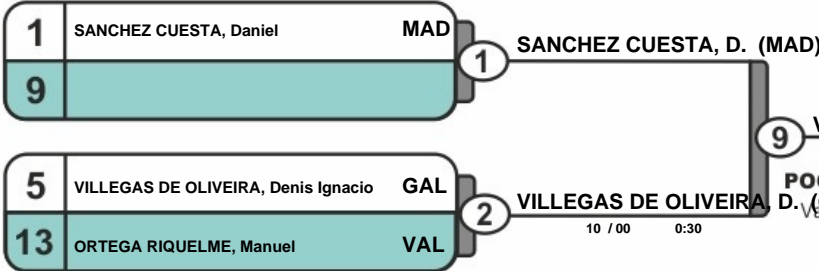 1 SANCHEZ CUESTA, Daniel MAD
1 SANCHEZ CUESTA, D. (MAD)
9
9 V
5 VILLEGAS DE OLIVEIRA, Denis Ignacio GAL
2 VILLEGAS DE OLIVEIRA, D.
10 / 00 0:30
13 ORTEGA RIQUELME, Manuel VAL